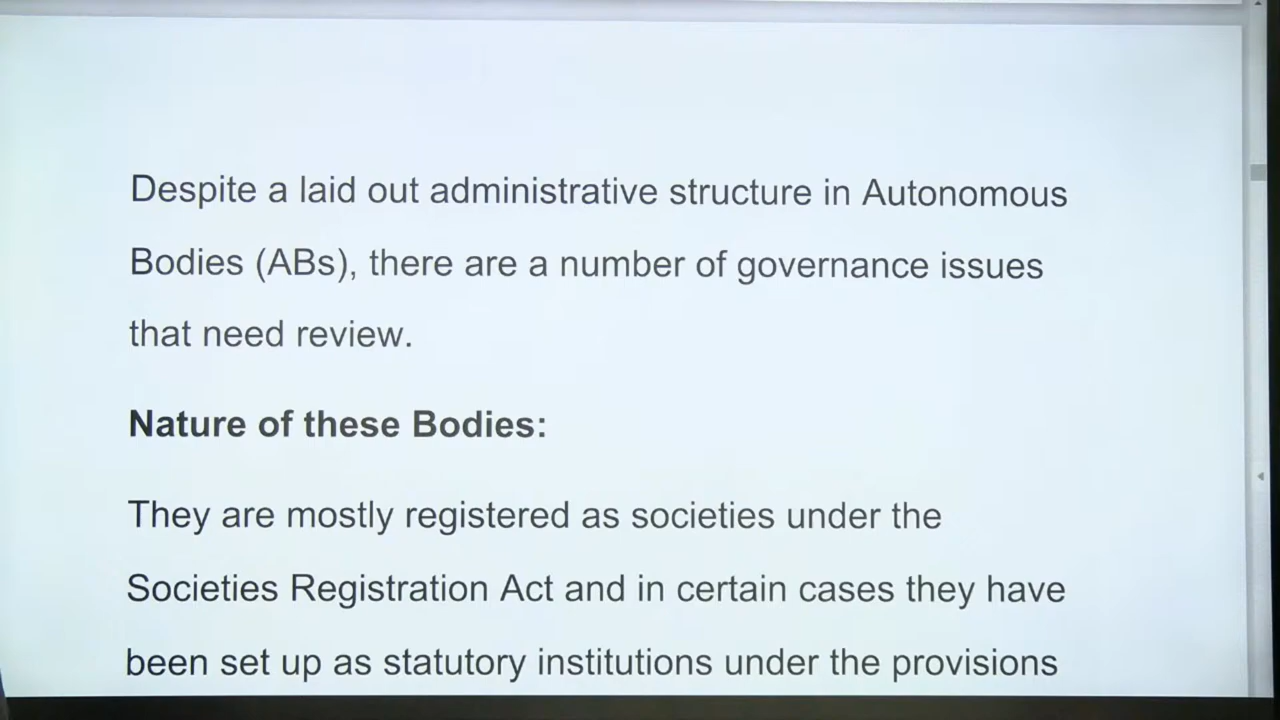 Despite a laid out administrative structure in Autonomous
Bodies (ABs), there are a number of governance issues
that need review.
Nature of these Bodies:
They are mostly registered as societies under the
Societies Registration Act and in certain cases they have
been set up as statutory institutions under the provisions